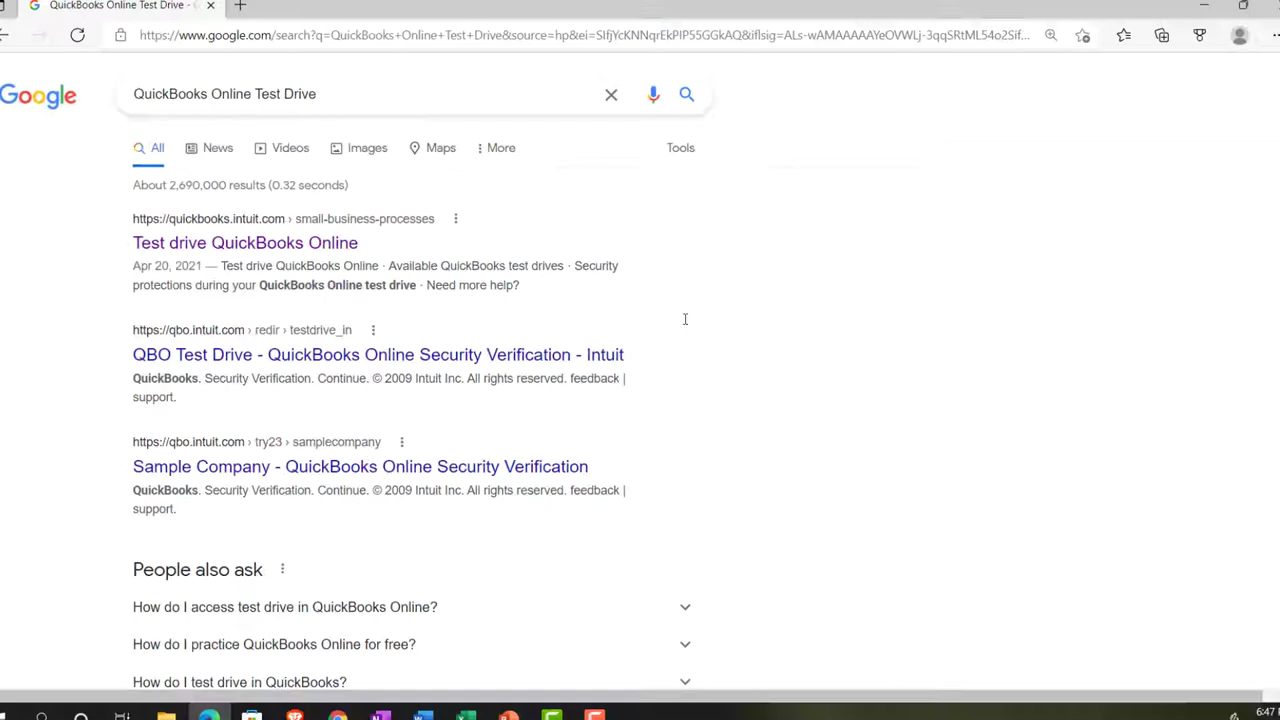 QuickBooks Online Test Drive -
https://www.google.com/search?q=QuickBooks+Online+Test+Drive&source=hp&ei=SIfjYcKNNqrEkPIP55GGkAQ&iflsig=ALs-wAMAAAAAYeOVWLj-3qqSRtML54o2Sif...
Google
QuickBooks Online Test Drive
All News Videos Images Maps More Tools
About 2,690,000 results (0.32 seconds)
https://quickbooks.intuit.com › small-business-processes
Test drive QuickBooks Online
Apr 20, 2021 — Test drive QuickBooks Online · Available QuickBooks test drives · Security
protections during your QuickBooks Online test drive · Need more help?
https://qbo.intuit.com › redir › testdrive_in
QBO Test Drive - QuickBooks Online Security Verification - Intuit
QuickBooks. Security Verification. Continue. © 2009 Intuit Inc. All rights reserved. feedback |
support.
https://qbo.intuit.com › try23 › samplecompany
Sample Company - QuickBooks Online Security Verification
QuickBooks. Security Verification. Continue. © 2009 Intuit Inc. All rights reserved. feedback |
support.
People also ask
How do I access test drive in QuickBooks Online?
How do I practice QuickBooks Online for free?
How do I test drive in QuickBooks?
6:47